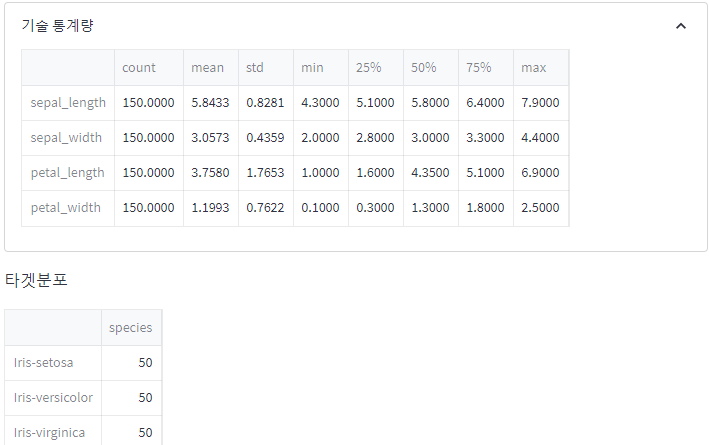 기술 통계량
count mean std min 25% 50% 75% max
sepal_length 150.0000 5.8433 0.8281 4.3000 5.1000 5.8000 6.4000 7.9000
sepal_width 150.0000 3.0573 0.4359 2.0000 2.8000 3.0000 3.3000 4.4000
petal_length 150.0000 3.7580 1.7653 1.0000 1.6000 4.3500 5.1000 6.9000
petal_width 150.0000 1.1993 0.7622 0.1000 0.3000 1.3000 1.8000 2.5000
타겟분포
species
Iris-setosa 50
Iris-versicolor 50
Iris-virginica 50